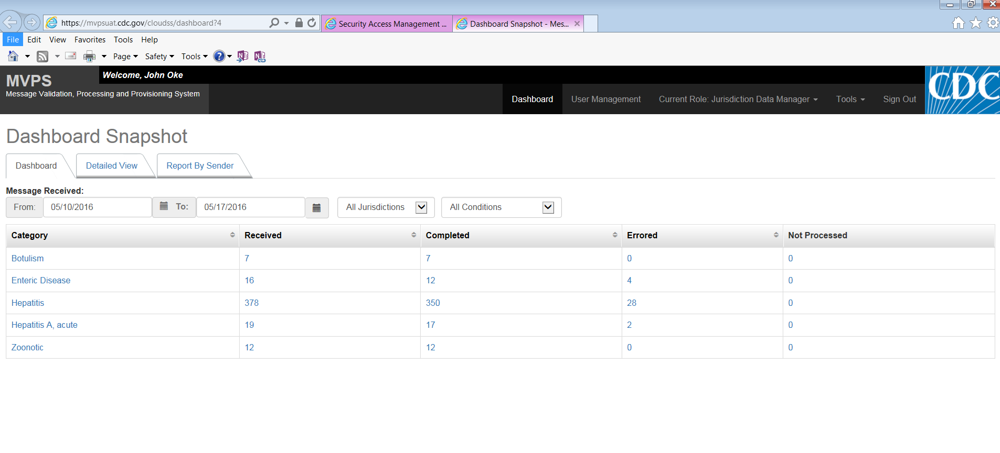 https://mvpsuat.cdc.gov/cloudss/dashboard?4
Security Access Management ...
Dashboard Snapshot - Mes...
File Edit View Favorites Tools Help
Page Safety Tools
MVPS
Message Validation, Processing and Provisioning System
Welcome, John Oke
Dashboard User Management Current Role: Jurisdiction Data Manager Tools Sign Out
CDC
Dashboard Snapshot
Dashboard Detailed View Report By Sender
Message Received:
From: 05/10/2016 To: 05/17/2016 All Jurisdictions All Conditions
Category Received Completed Errored Not Processed
Botulism 7 7 0 0
Enteric Disease 16 12 4 0
Hepatitis 378 350 28 0
Hepatitis A, acute 19 17 2 0
Zoonotic 12 12 0 0